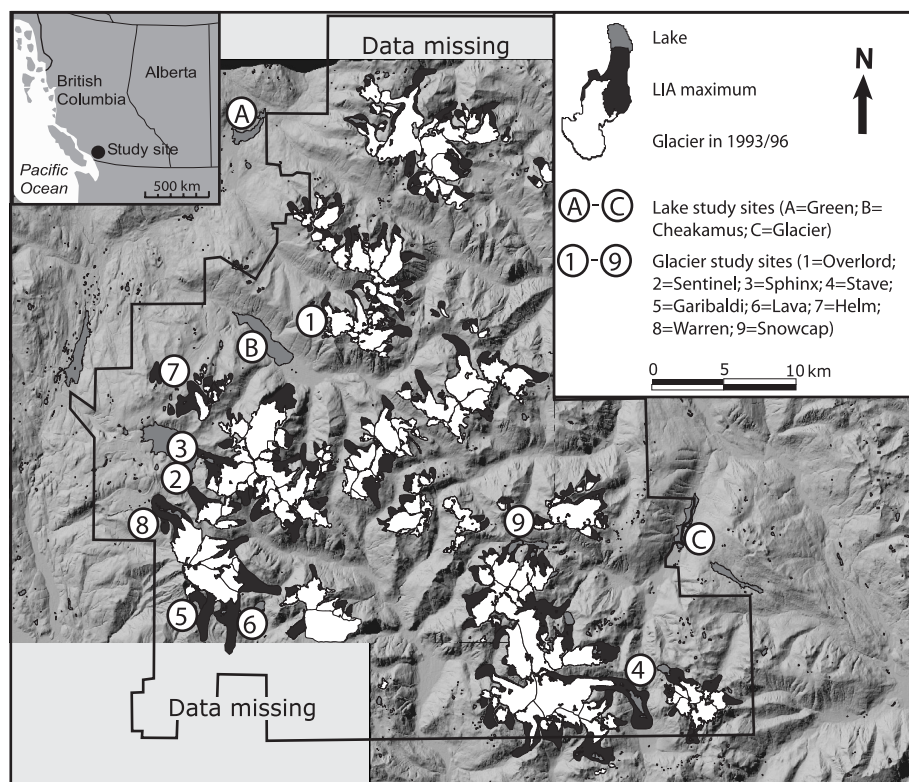 British
Columbia
Alberta
Study site
Pacific
Ocean
500 km
Data missing
Lake
LIA maximum
Glacier in 1993/96
N
A - C Lake study sites (A=Green; B=
Cheakamus; C=Glacier)
1 - 9 Glacier study sites (1=Overlord;
2=Sentinel; 3=Sphinx; 4=Stave;
5=Garibaldi; 6=Lava; 7=Helm;
8=Warren; 9=Snowcap)
0 5 10 km
A
1
B
7
3
2
8
9
C
5
6
4
Data missing